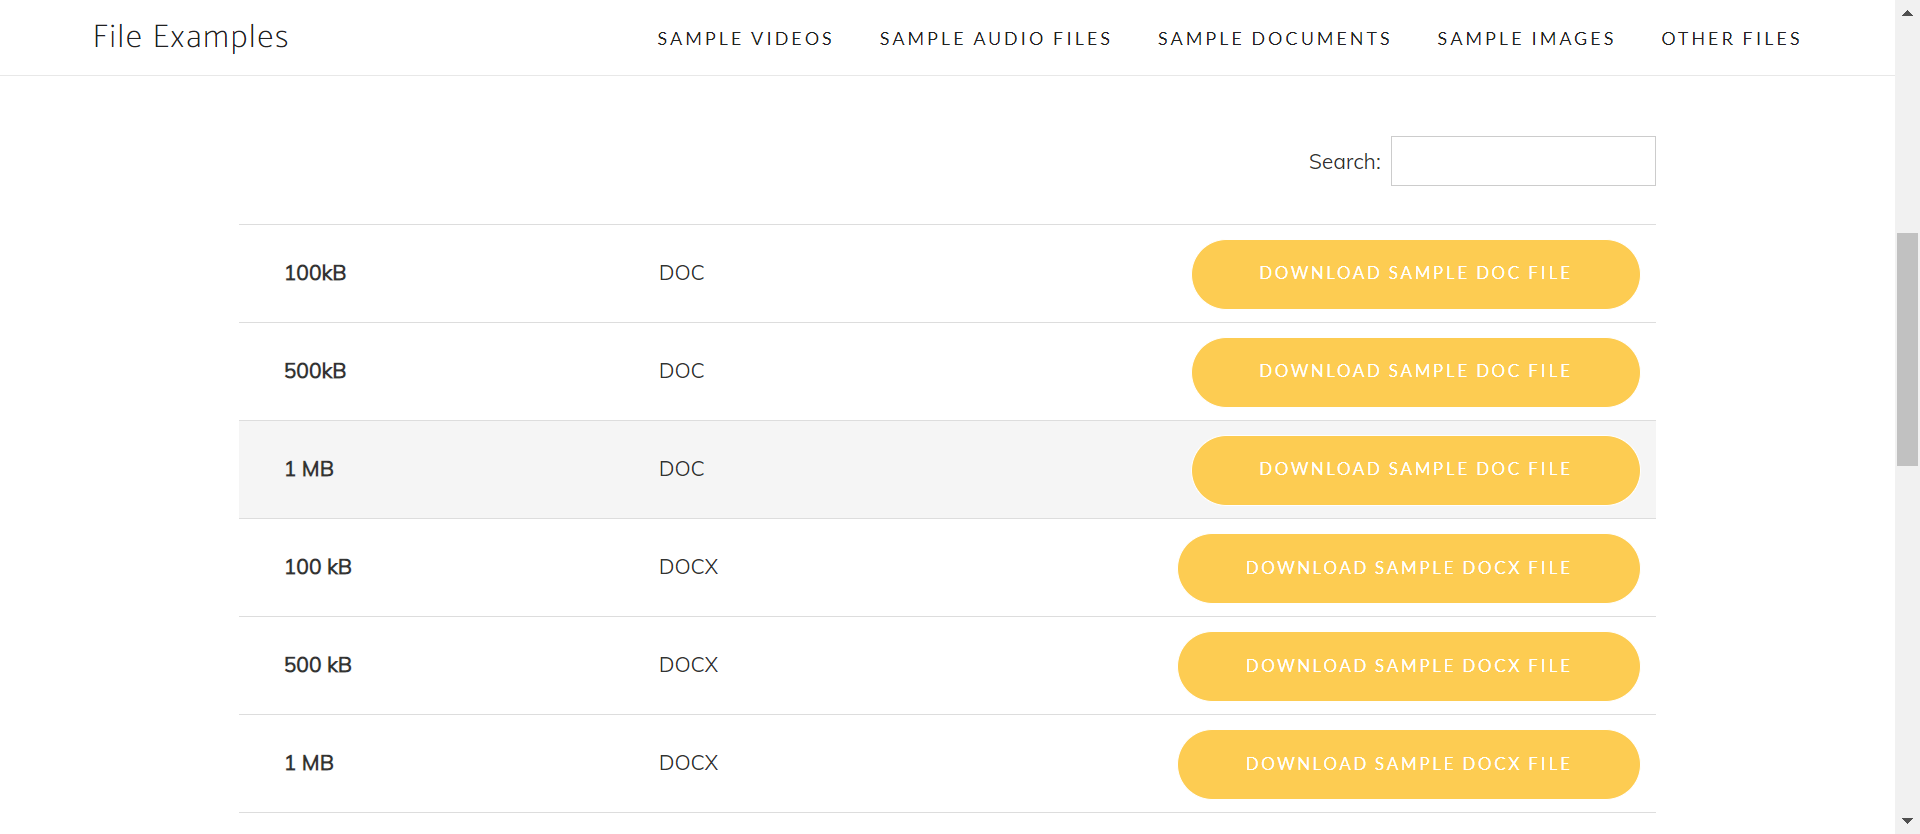 File Examples
SAMPLE VIDEOS SAMPLE AUDIO FILES SAMPLE DOCUMENTS SAMPLE IMAGES OTHER FILES
Search:
100kB DOC DOWNLOAD SAMPLE DOC FILE
500kB DOC DOWNLOAD SAMPLE DOC FILE
1 MB DOC DOWNLOAD SAMPLE DOC FILE
100 kB DOCX DOWNLOAD SAMPLE DOCX FILE
500 kB DOCX DOWNLOAD SAMPLE DOCX FILE
1 MB DOCX DOWNLOAD SAMPLE DOCX FILE